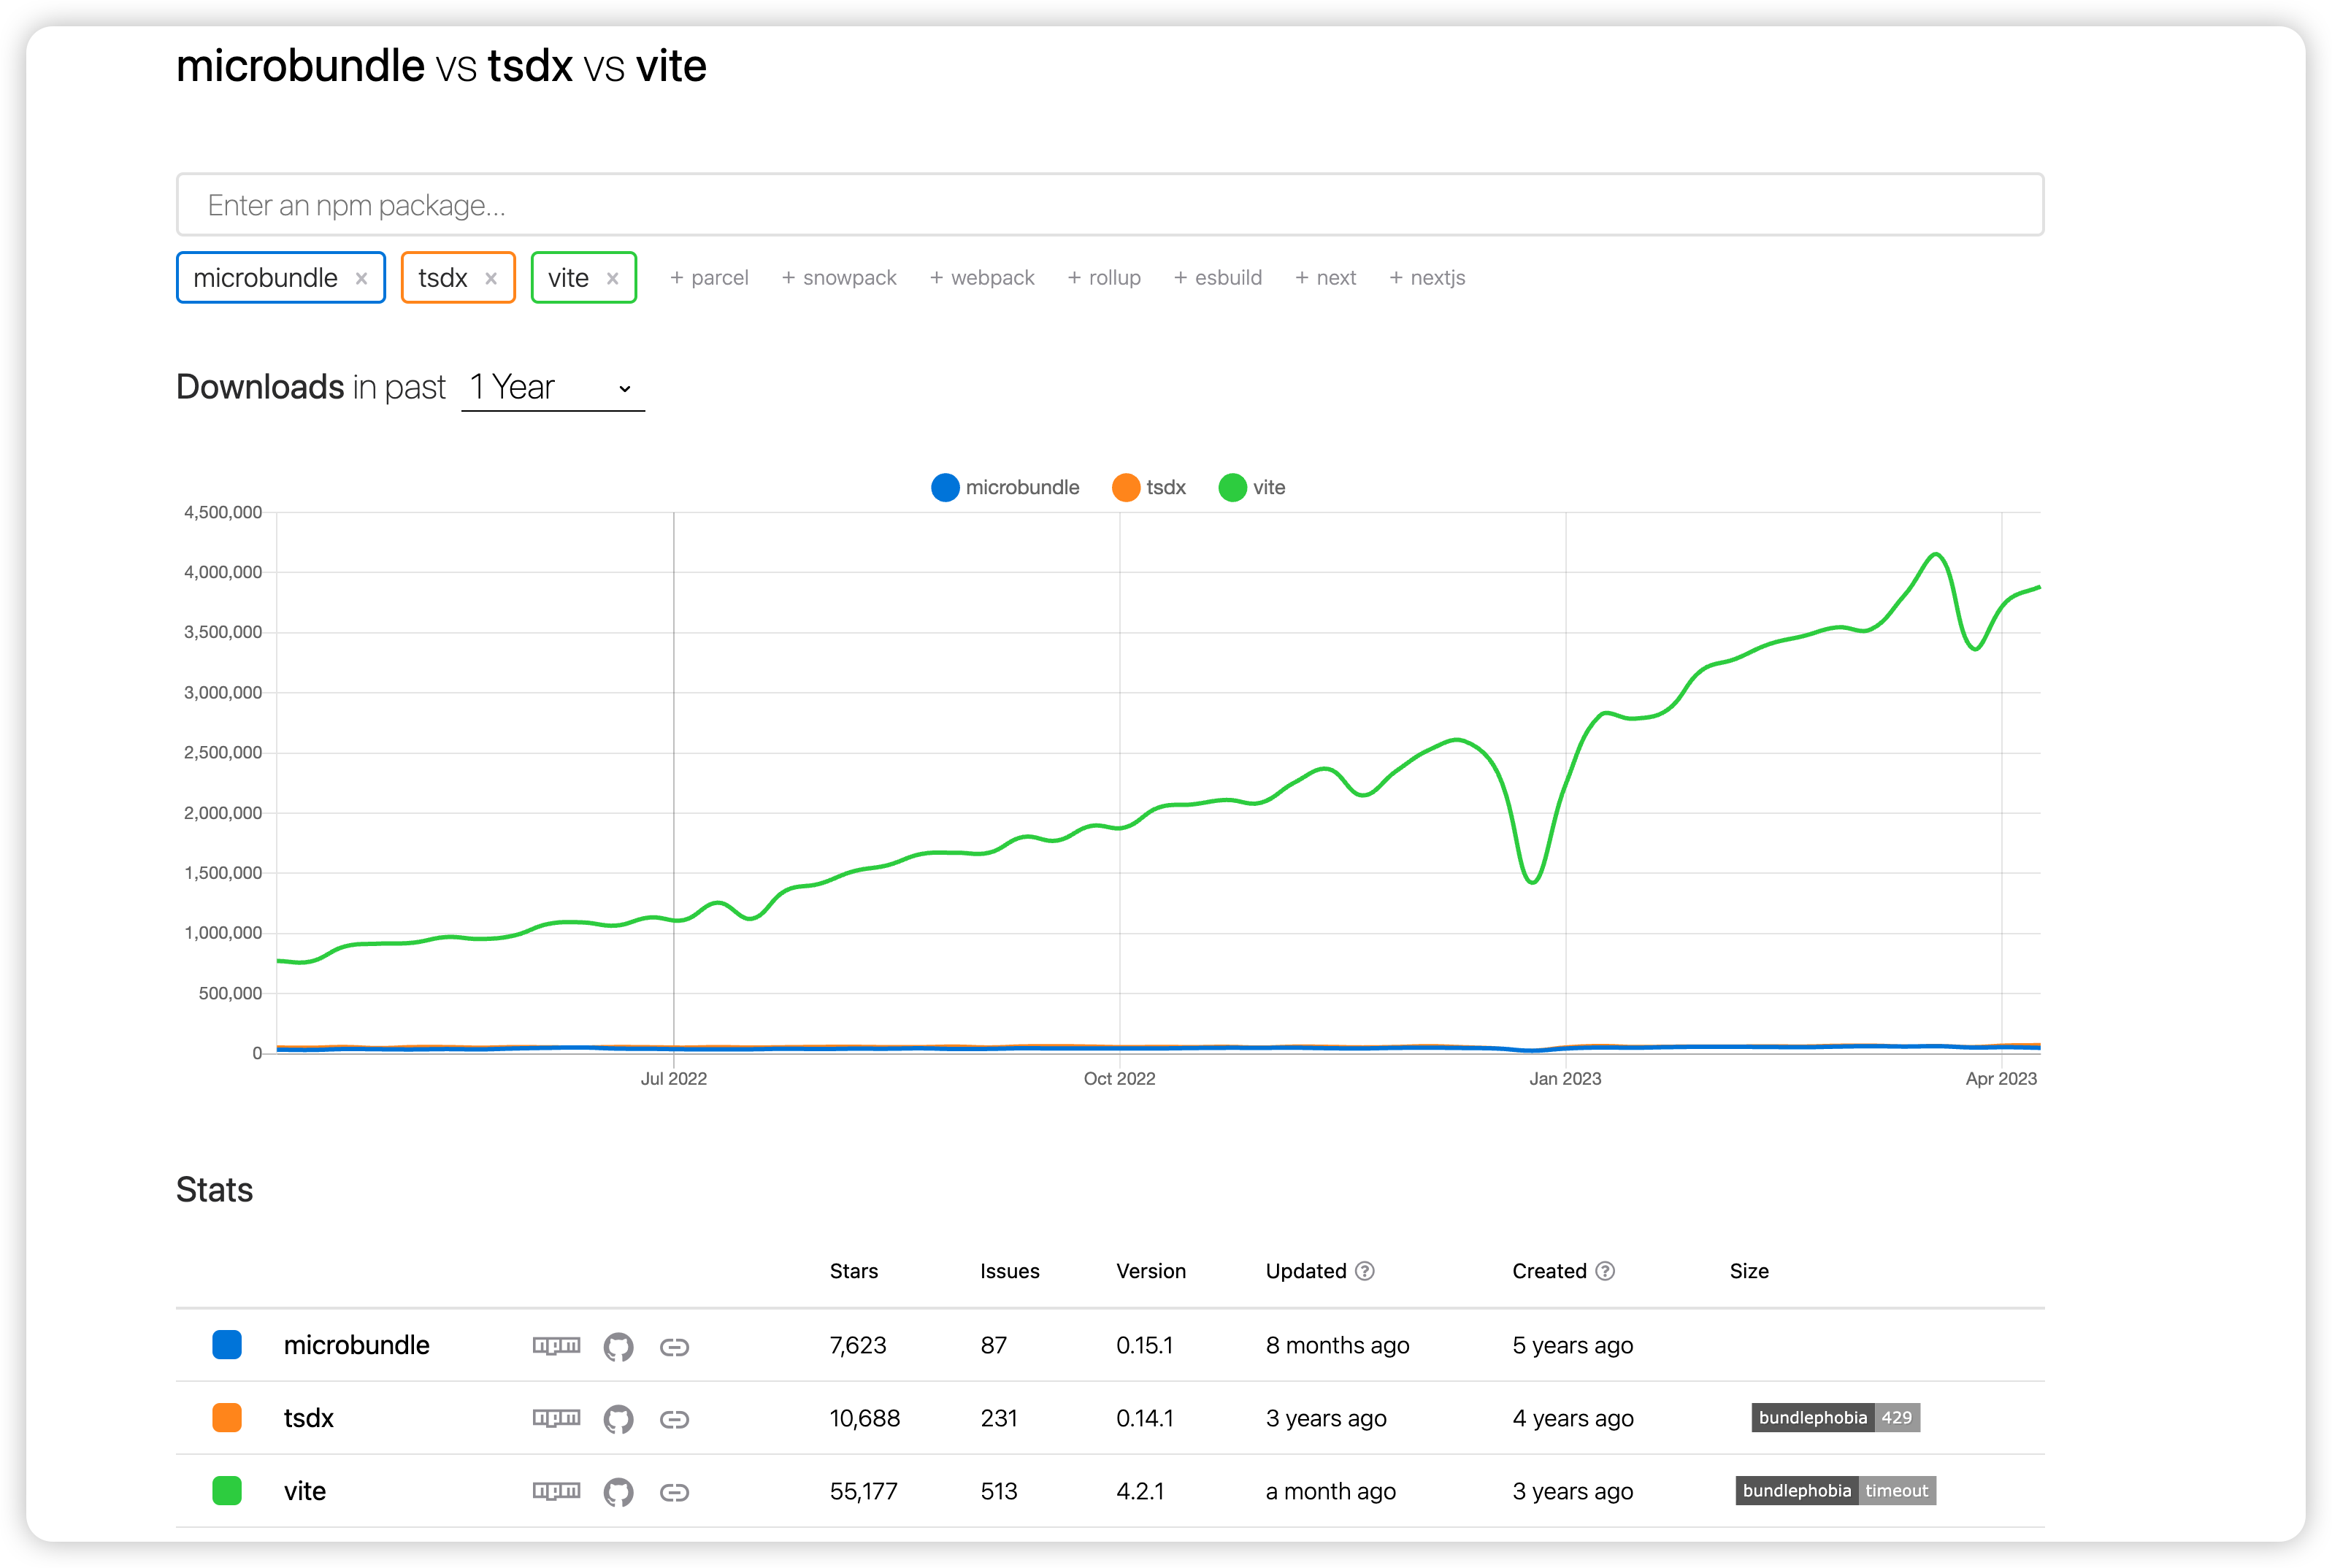 microbundle vs tsdx vs vite
Enter an npm package...
microbundle × tsdx × vite × + parcel + snowpack + webpack + rollup + esbuild + next + nextjs
Downloads in past 1 Year
microbundle tsdx vite
4,500,000
4,000,000
3,500,000
3,000,000
2,500,000
2,000,000
1,500,000
1,000,000
500,000
0
Jul 2022 Oct 2022 Jan 2023 Apr 2023
Stats
Stars Issues Version Updated ? Created ? Size
microbundle npm 7,623 87 0.15.1 8 months ago 5 years ago
tsdx npm 10,688 231 0.14.1 3 years ago 4 years ago bundlephobia 429
vite npm 55,177 513 4.2.1 a month ago 3 years ago bundlephobia timeout